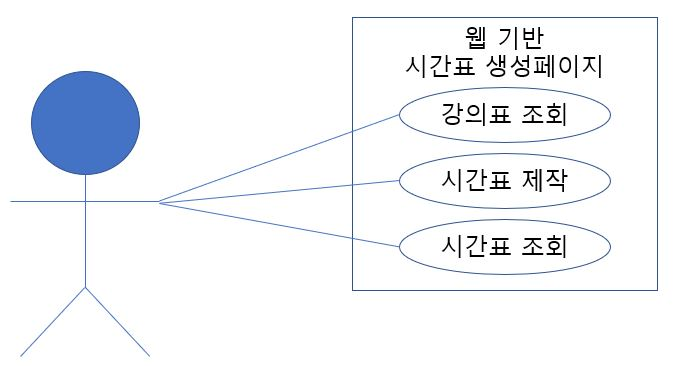 웹 기반
시간표 생성페이지
강의표 조회
시간표 제작
시간표 조회